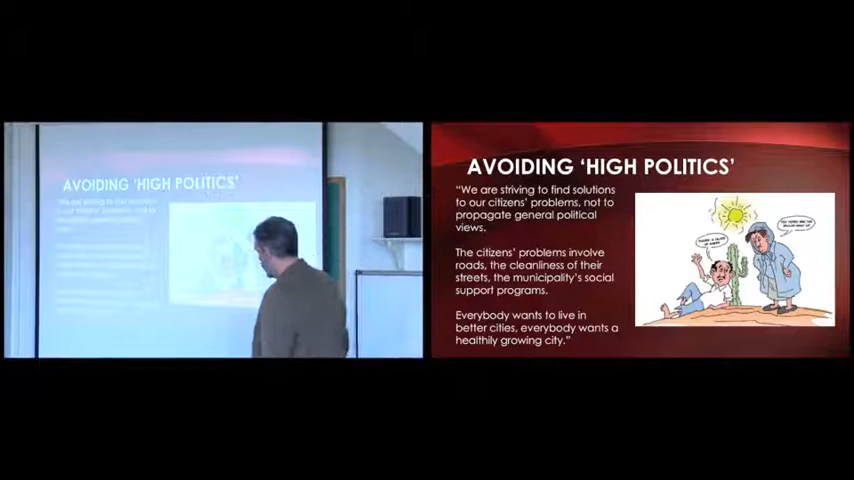 AVOIDING ‘HIGH POLITICS’
AVOIDING ‘HIGH POLITICS’
“We are striving to find solutions
to our citizens’ problems, not to
propagate general political
views.
The citizens’ problems involve
roads, the cleanliness of their
streets, the municipality’s social
support programs.
Everybody wants to live in
better cities, everybody wants a
healthily growing city.”